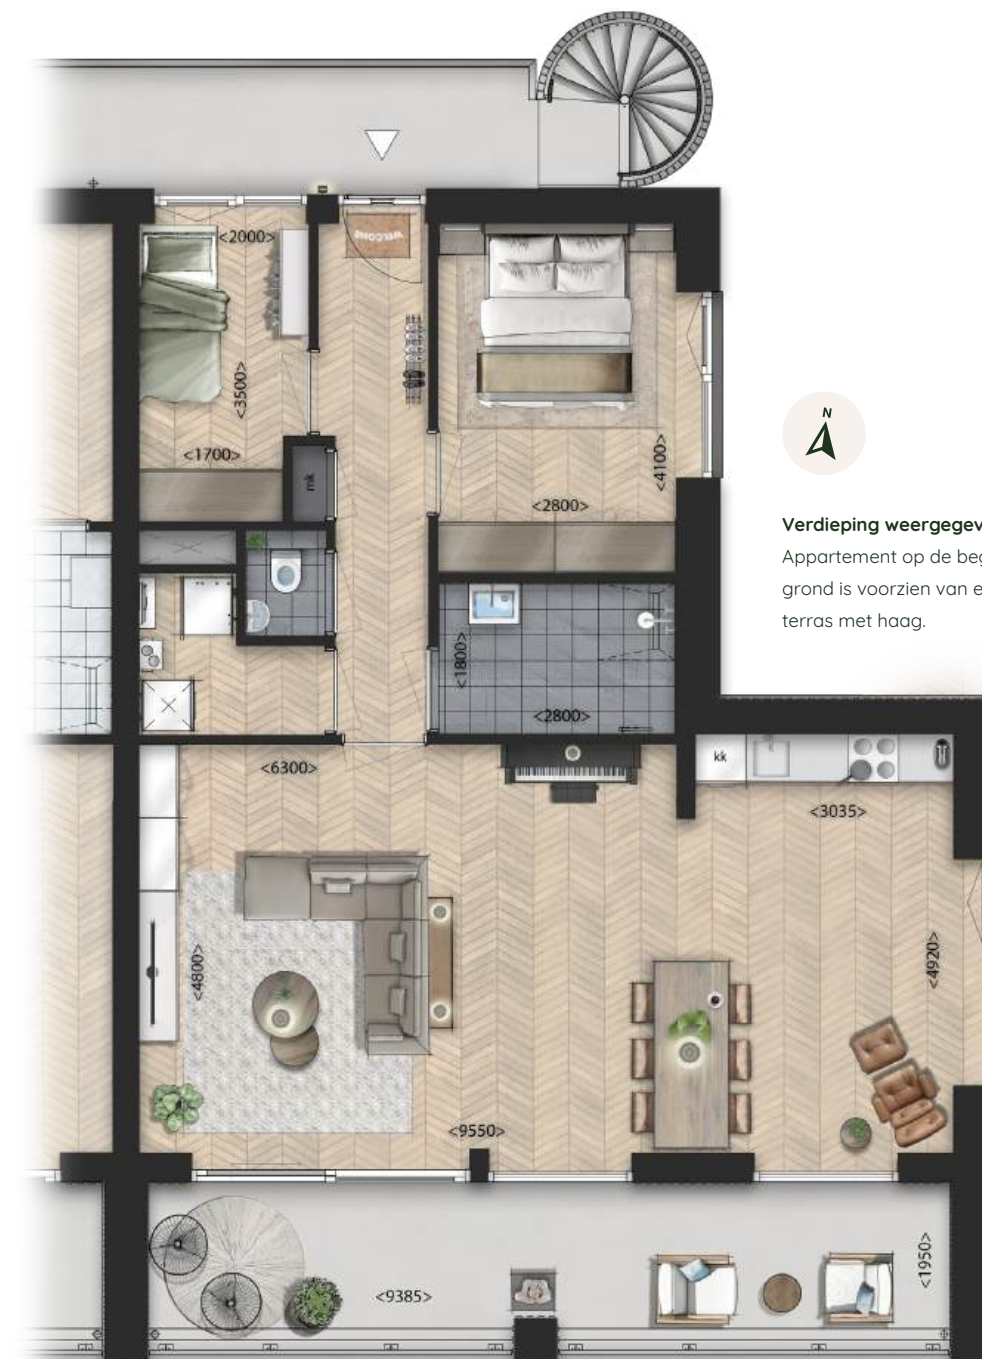 WELCOME
<2000>
<3500>
<1700>
mk
<4100>
<2800>
N
Verdieping weergegev
Appartement op de beg
grond is voorzien van e
terras met haag.
<1800>
<2800>
<6300>
kk
<3035>
<4800>
<4920>
<9550>
<9385>
<1950>